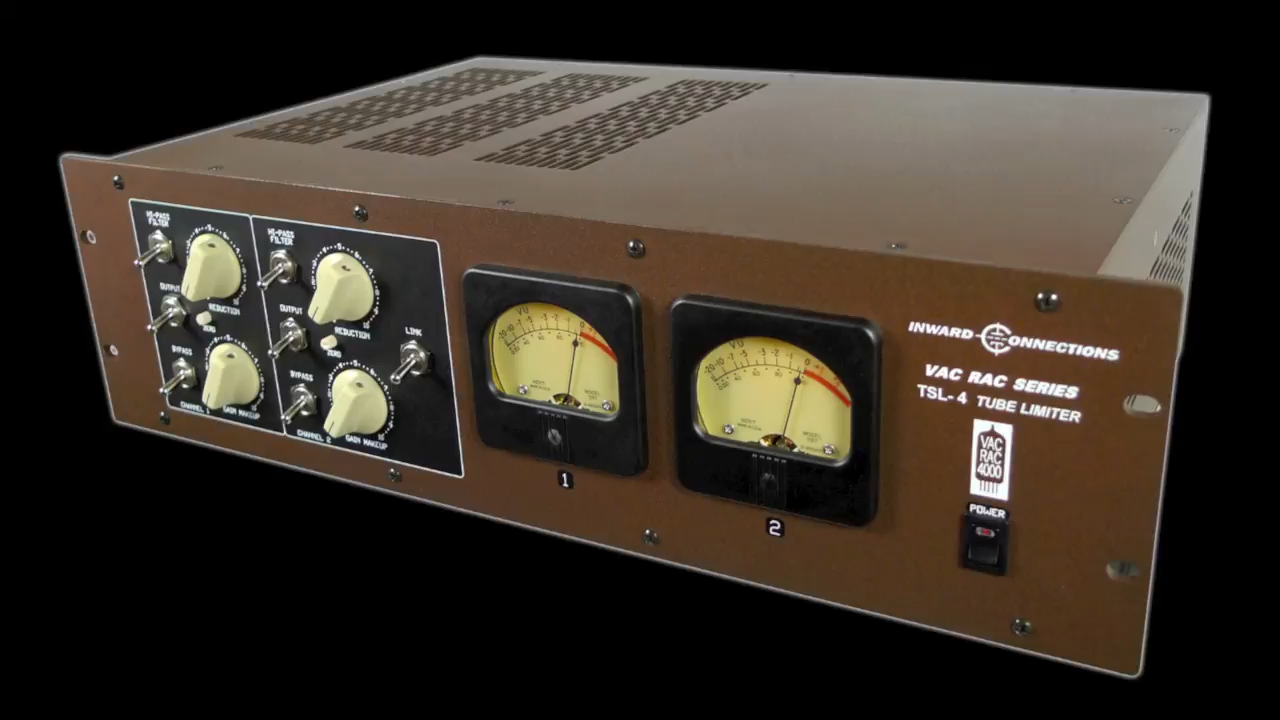 HI-PASS
FILTER
OUTPUT
REDUCTION
ZERO
BYPASS
CHANNEL 1
GAIN MAKEUP
HI-PASS
FILTER
OUTPUT
REDUCTION
ZERO
BYPASS
CHANNEL 2
GAIN MAKEUP
LINK
VU
1
VU
2
INWARD CONNECTIONS
VAC RAC SERIES
TSL-4 TUBE LIMITER
VAC
RAC
4000
POWER